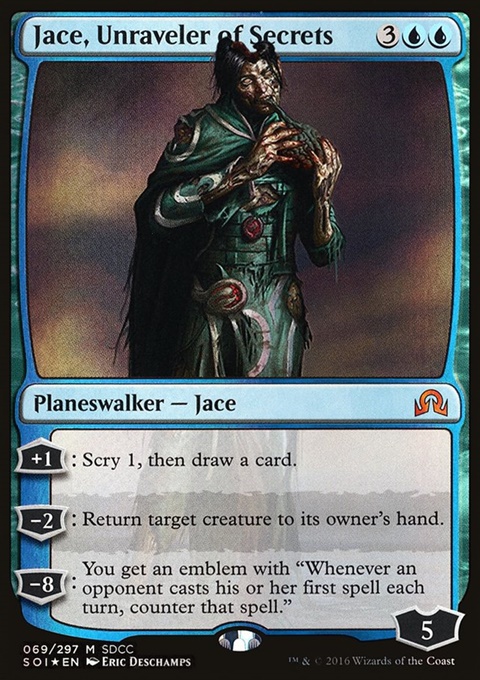 Jace, Unraveler of Secrets 3
Planeswalker — Jace
+1 : Scry 1, then draw a card.
-2 : Return target creature to its owner's hand.
-8 : You get an emblem with “Whenever an
opponent casts his or her first spell each
turn, counter that spell.”
5
069/297 M SDCC
SOI★EN Eric Deschamps
™ & © 2016 Wizards of the Coast